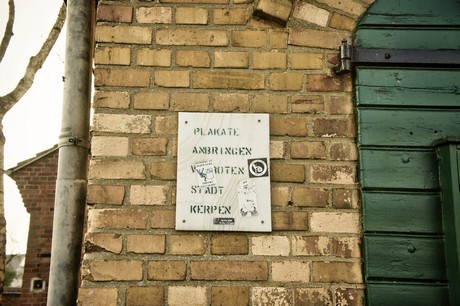 PLAKATE
ANBRINGEN
VERBOTEN
STADT
KERPEN